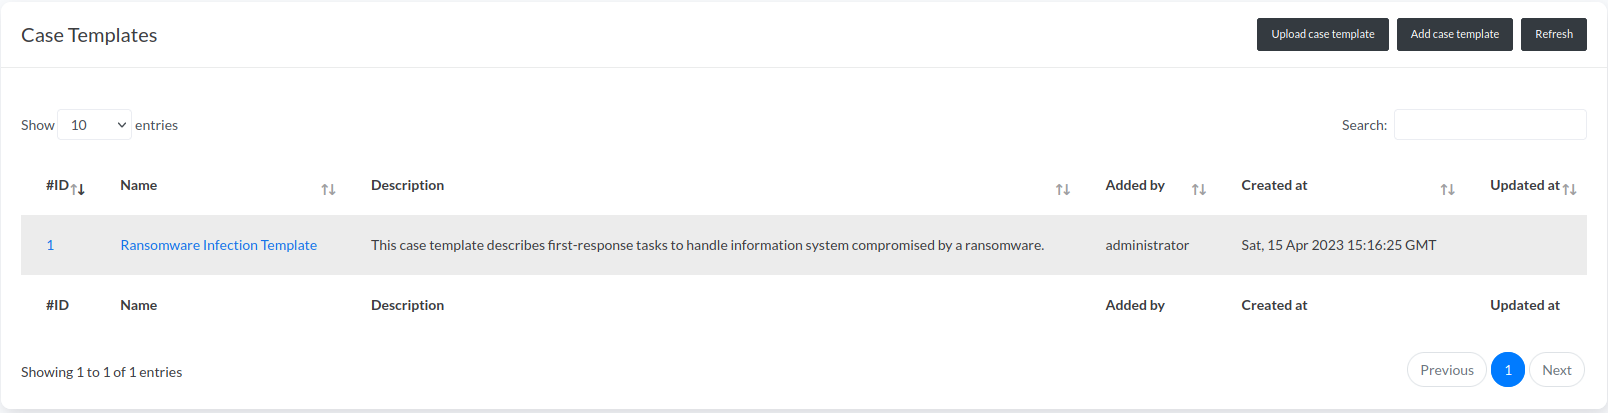 Case Templates
Upload case template Add case template Refresh
Show 10 entries Search:
#ID Name Description Added by Created at Updated at
1 Ransomware Infection Template This case template describes first-response tasks to handle information system compromised by a ransomware. administrator Sat, 15 Apr 2023 15:16:25 GMT
#ID Name Description Added by Created at Updated at
Showing 1 to 1 of 1 entries Previous 1 Next